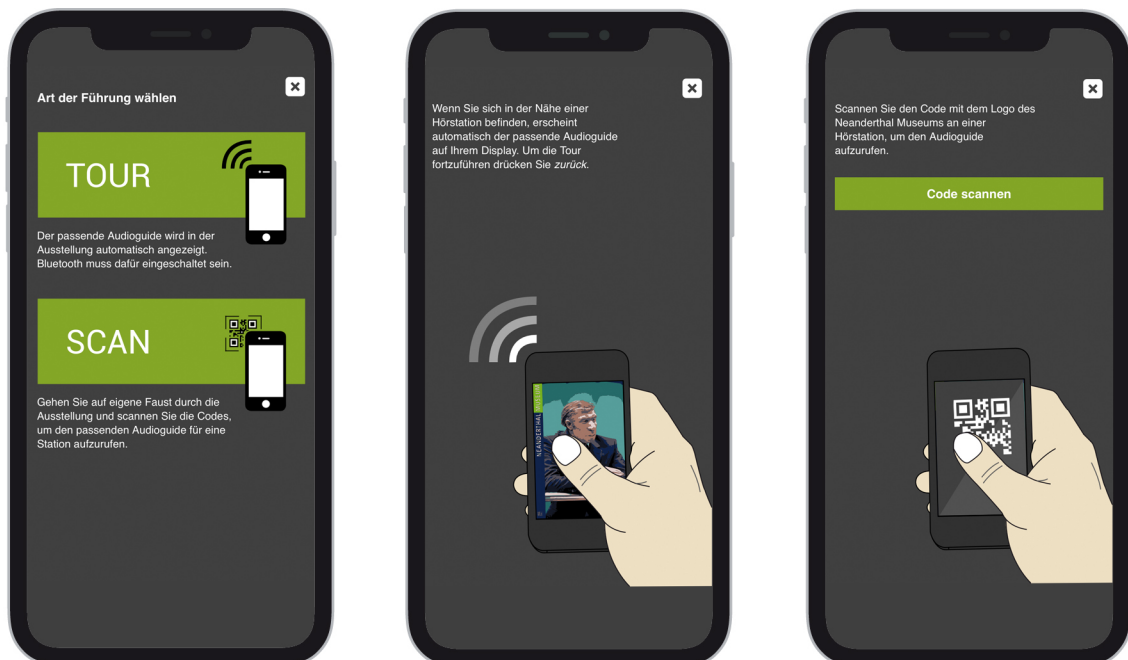 Art der Führung wählen
TOUR
Der passende Audioguide wird in der
Ausstellung automatisch angezeigt.
Bluetooth muss dafür eingeschaltet sein.
SCAN
Gehen Sie auf eigene Faust durch die
Ausstellung und scannen Sie die Codes,
um den passenden Audioguide für eine
Station aufzurufen.
Wenn Sie sich in der Nähe einer
Hörstation befinden, erscheint
automatisch der passende Audioguide
auf Ihrem Display. Um die Tour
fortzuführen drücken Sie zurück.
NEANDERTHAL MUSEUM
Scannen Sie den Code mit dem Logo des
Neanderthal Museums an einer
Hörstation, um den Audioguide
aufzurufen.
Code scannen